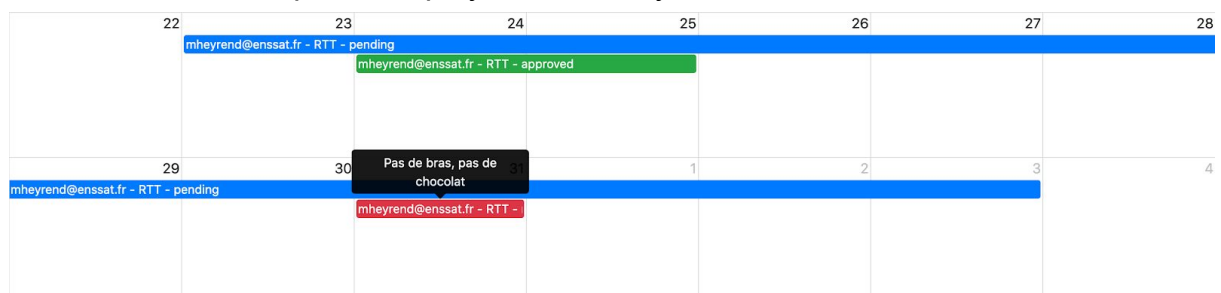 22 23 24 25 26 27 28
mheyrend@enssat.fr - RTT - pending
mheyrend@enssat.fr - RTT - approved
29 30 31 1 2 3 4
Pas de bras, pas de
chocolat
mheyrend@enssat.fr - RTT - pending
mheyrend@enssat.fr - RTT -